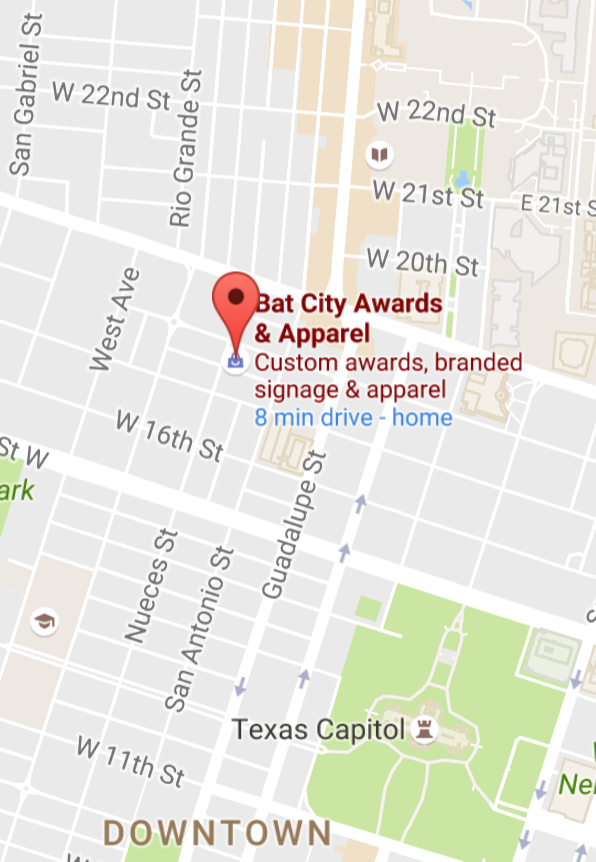 San Gabriel St
W 22nd St
Rio Grande St
W 22nd St
W 21st St
E 21st S
W 20th St
West Ave
Bat City Awards
& Apparel
Custom awards, branded
signage & apparel
8 min drive - home
W 16th St
St W
ark
Guadalupe St
Nueces St
San Antonio St
S
Texas Capitol
W 11th St
Nei
DOWNTOWN
W